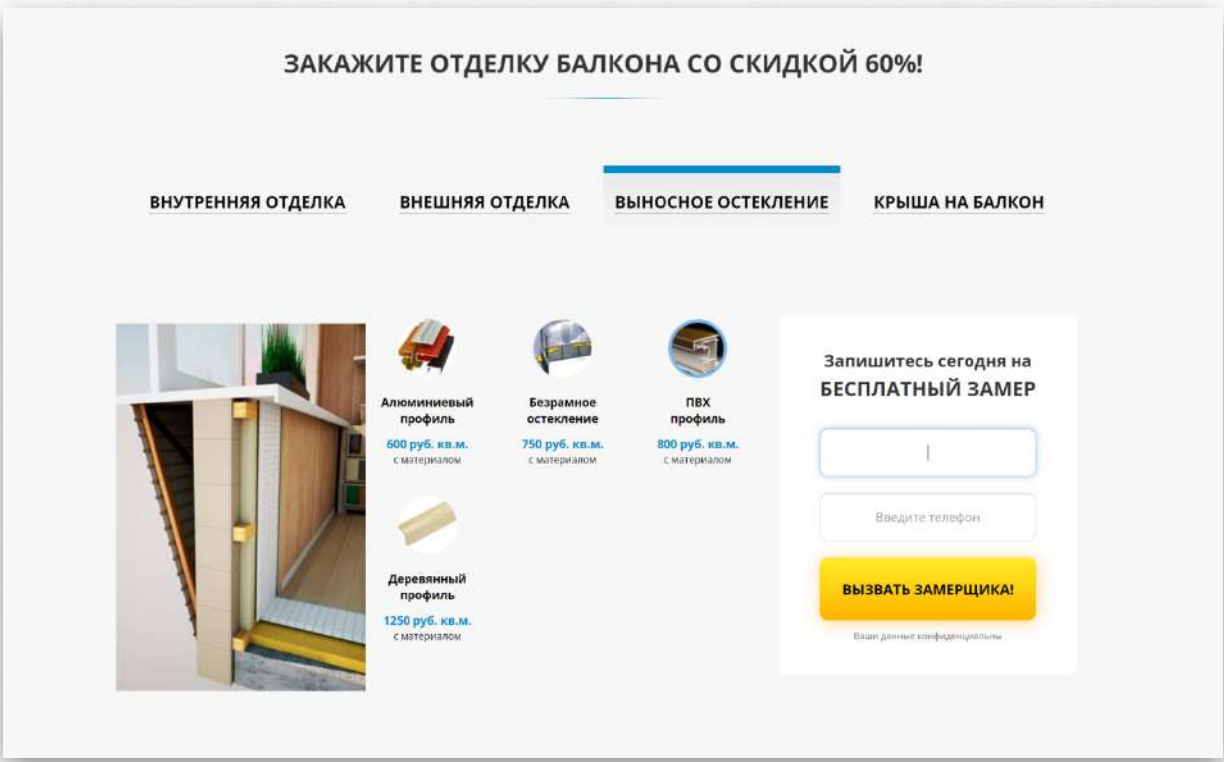 ЗАКАЖИТЕ ОТДЕЛКУ БАЛКОНА СО СКИДКОЙ 60%!
ВНУТРЕННЯЯ ОТДЕЛКА
ВНЕШНЯЯ ОТДЕЛКА
ВЫНОСНОЕ ОСТЕКЛЕНИЕ
КРЫША НА БАЛКОН
Алюминиевый
профиль
600 руб. кв.м.
с материалом
Безрамное
остекление
750 руб. кв.м.
с материалом
ПВХ
профиль
800 руб. кв.м.
с материалом
Деревянный
профиль
1250 руб. кв.м.
с материалом
Запишитесь сегодня на
БЕСПЛАТНЫЙ ЗАМЕР
Введите телефон
ВЫЗВАТЬ ЗАМЕРЩИКА!
Ваши данные конфиденциальны